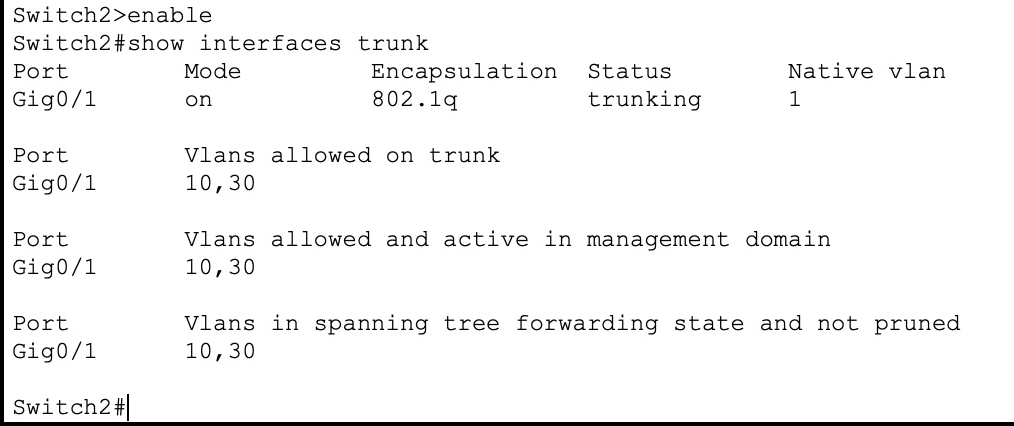 Switch2>enable
Switch2#show interfaces trunk
Port Mode Encapsulation Status Native vlan
Gig0/1 on 802.1q trunking 1
Port Vlans allowed on trunk
Gig0/1 10,30
Port Vlans allowed and active in management domain
Gig0/1 10,30
Port Vlans in spanning tree forwarding state and not pruned
Gig0/1 10,30
Switch2#